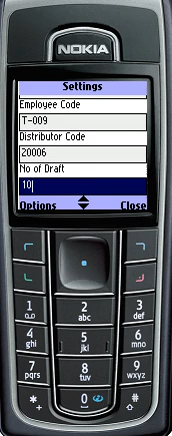 NOKIA
Settings
Employee Code
T-009
Distributor Code
20006
No of Draft
10
Options Close
1 2 abc 3 def
4 ghi 5 jkl 6 mno
7 pqrs 8 tuv 9 wxyz
* + 0 #